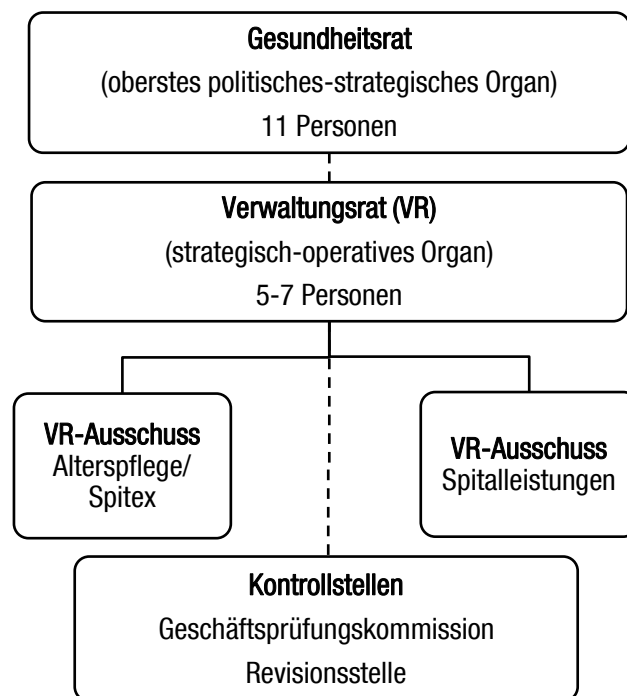 Gesundheitsrat
(oberstes politisches-strategisches Organ)
11 Personen
Verwaltungsrat (VR)
(strategisch-operatives Organ)
5-7 Personen
VR-Ausschuss
Alterspflege/
Spitex
VR-Ausschuss
Spitalleistungen
Kontrollstellen
Geschäftsprüfungskommission
Revisionsstelle